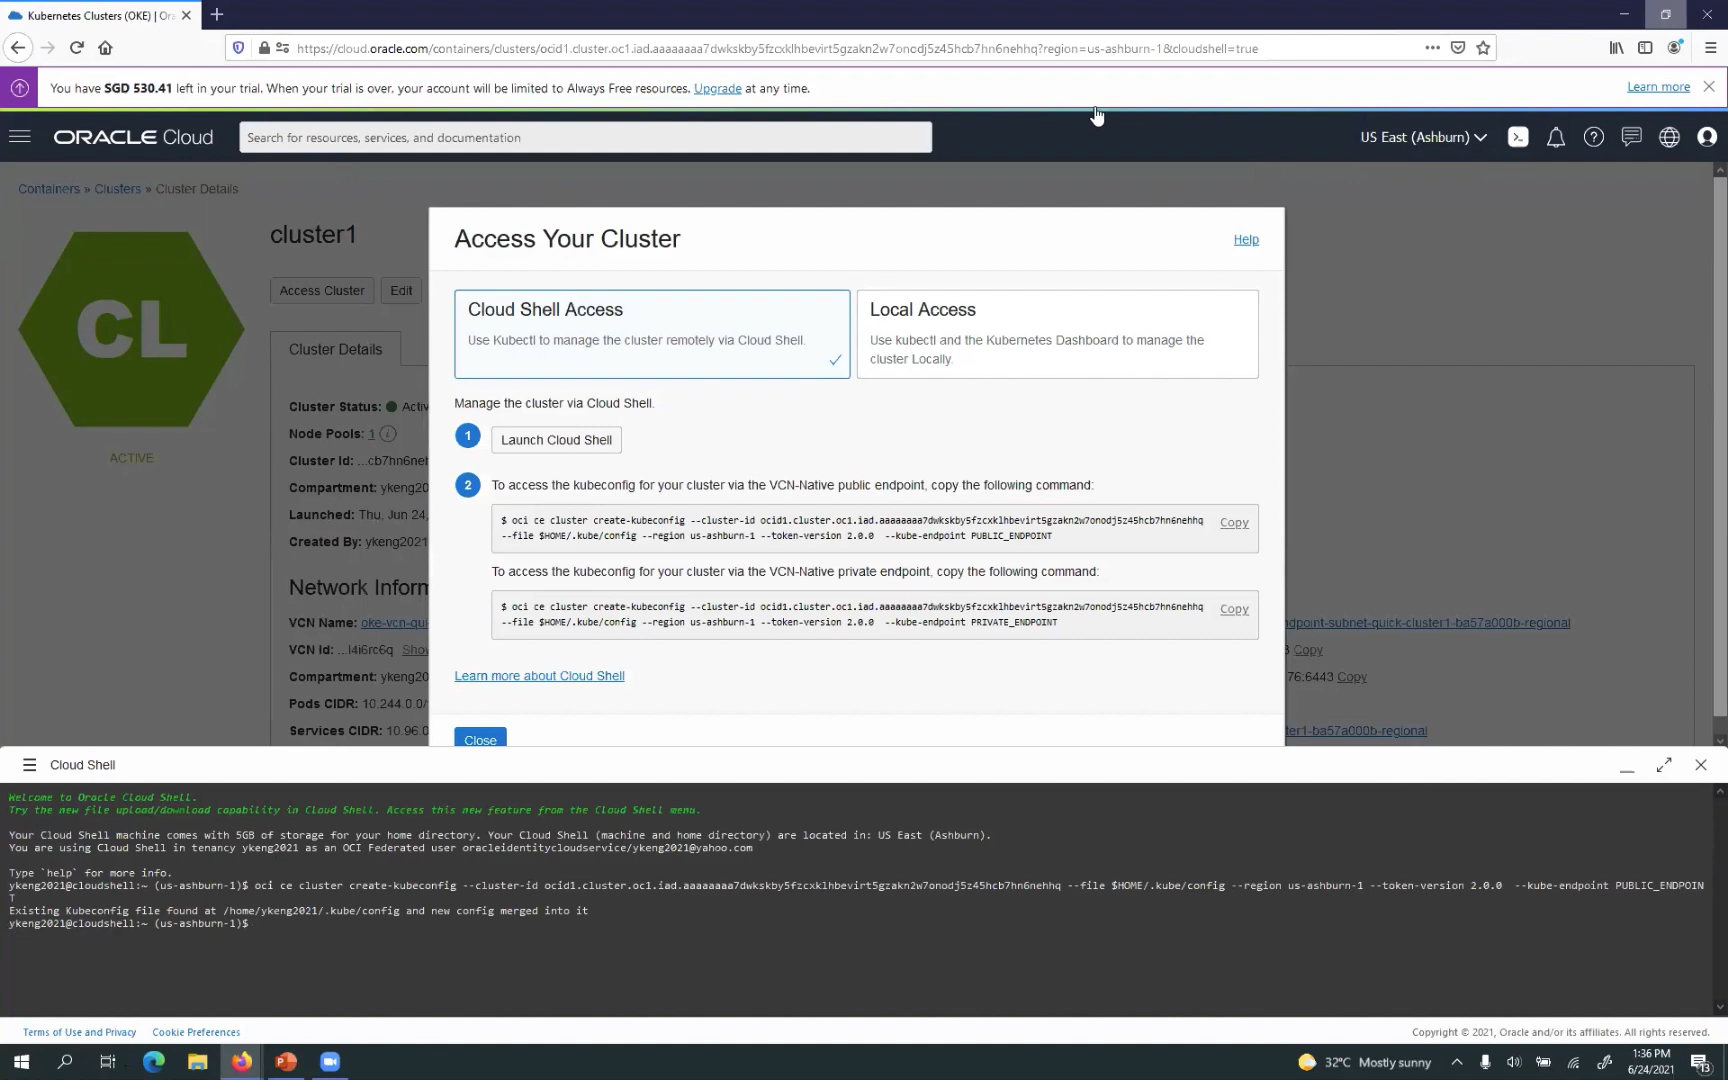 Kubernetes Clusters (OKE) | Ora
https://cloud.oracle.com/containers/clusters/ocid1.cluster.oc1.iad.aaaaaaaa7dwkskby5fzcxklhbevirt5gzakn2w7onodj5z45hcb7hn6nehhq?region=us-ashburn-1&cloudshell=true
You have SGD 530.41 left in your trial. When your trial is over, your account will be limited to Always Free resources. Upgrade at any time.
Learn more
ORACLE Cloud
Search for resources, services, and documentation
US East (Ashburn)
Containers » Clusters » Cluster Details
CL
ACTIVE
cluster1
Access Cluster
Edit
Cluster Details
Cluster Status: Activ
Node Pools: 1
Cluster Id: ...cb7hn6neh
Compartment: ykeng20
Launched: Thu, Jun 24,
Created By: ykeng2021
Network Inform
VCN Name: oke-vcn-qui
VCN Id: ...l4i6rc6q Show
Compartment: ykeng20
Pods CIDR: 10.244.0.0/
Services CIDR: 10.96.0
Access Your Cluster
Help
Cloud Shell Access
Use Kubectl to manage the cluster remotely via Cloud Shell.
Local Access
Use kubectl and the Kubernetes Dashboard to manage the
cluster Locally.
Manage the cluster via Cloud Shell.
1
Launch Cloud Shell
2
To access the kubeconfig for your cluster via the VCN-Native public endpoint, copy the following command:
$ oci ce cluster create-kubeconfig --cluster-id ocid1.cluster.oc1.iad.aaaaaaaa7dwkskby5fzcxklhbevirt5gzakn2w7onodj5z45hcb7hn6nehhq
--file $HOME/.kube/config --region us-ashburn-1 --token-version 2.0.0 --kube-endpoint PUBLIC_ENDPOINT
Copy
To access the kubeconfig for your cluster via the VCN-Native private endpoint, copy the following command:
$ oci ce cluster create-kubeconfig --cluster-id ocid1.cluster.oc1.iad.aaaaaaaa7dwkskby5fzcxklhbevirt5gzakn2w7onodj5z45hcb7hn6nehhq
--file $HOME/.kube/config --region us-ashburn-1 --token-version 2.0.0 --kube-endpoint PRIVATE_ENDPOINT
Copy
Learn more about Cloud Shell
Close
ndpoint-subnet-quick-cluster1-ba57a000b-regional
3 Copy
76:6443 Copy
ter1-ba57a000b-regional
Cloud Shell
Welcome to Oracle Cloud Shell.
Try the new file upload/download capability in Cloud Shell. Access this new feature from the Cloud Shell menu.
Your Cloud Shell machine comes with 5GB of storage for your home directory. Your Cloud Shell (machine and home directory) are located in: US East (Ashburn).
You are using Cloud Shell in tenancy ykeng2021 as an OCI Federated user oracleidentitycloudservice/ykeng2021@yahoo.com
Type `help` for more info.
ykeng2021@cloudshell:~ (us-ashburn-1)$ oci ce cluster create-kubeconfig --cluster-id ocid1.cluster.oc1.iad.aaaaaaaa7dwkskby5fzcxklhbevirt5gzakn2w7onodj5z45hcb7hn6nehhq --file $HOME/.kube/config --region us-ashburn-1 --token-version 2.0.0 --kube-endpoint PUBLIC_ENDPOIN
T
Existing Kubeconfig file found at /home/ykeng2021/.kube/config and new config merged into it
ykeng2021@cloudshell:~ (us-ashburn-1)$
Terms of Use and Privacy
Cookie Preferences
Copyright © 2021, Oracle and/or its affiliates. All rights reserved.
32°C Mostly sunny
1:36 PM
6/24/2021
13